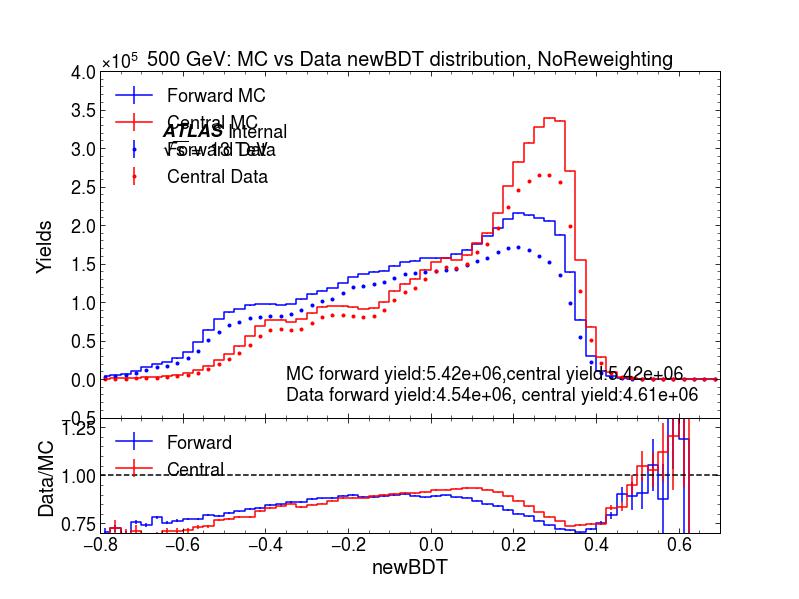 ×10⁵ 500 GeV: MC vs Data newBDT distribution, NoReweighting
4.0
3.5
3.0
2.5
2.0
1.5
1.0
0.5
0.0
0.5
Yields
Forward MC
Central MC
ATLAS Internal
√s = 13 TeV
Forward Data
Central Data
MC forward yield:5.42e+06,central yield:5.42e+06
Data forward yield:4.54e+06, central yield:4.61e+06
1.25
1.00
0.75
Data/MC
Forward
Central
−0.8 −0.6 −0.4 −0.2 0.0 0.2 0.4 0.6
newBDT